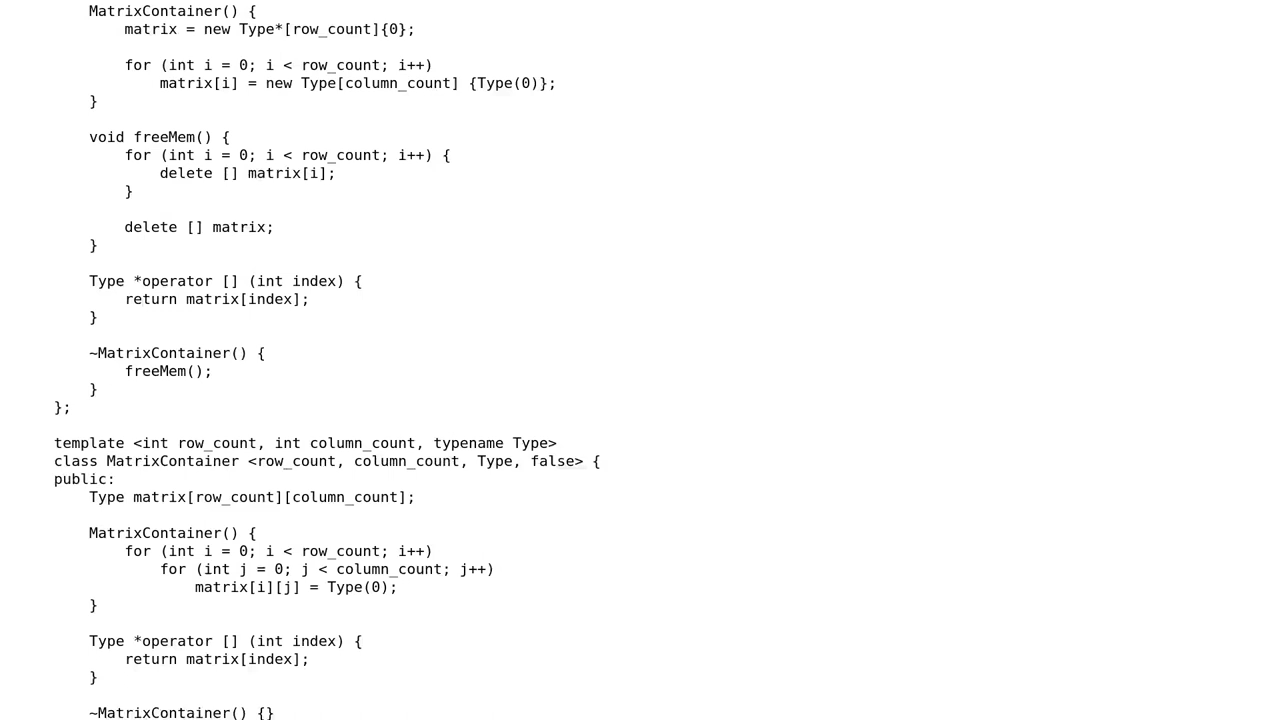 MatrixContainer() {
matrix = new Type*[row_count]{0};
for (int i = 0; i < row_count; i++)
matrix[i] = new Type[column_count] {Type(0)};
}
void freeMem() {
for (int i = 0; i < row_count; i++) {
delete [] matrix[i];
}
delete [] matrix;
}
Type *operator [] (int index) {
return matrix[index];
}
~MatrixContainer() {
freeMem();
}
};
template <int row_count, int column_count, typename Type>
class MatrixContainer <row_count, column_count, Type, false> {
public:
Type matrix[row_count][column_count];
MatrixContainer() {
for (int i = 0; i < row_count; i++)
for (int j = 0; j < column_count; j++)
matrix[i][j] = Type(0);
}
Type *operator [] (int index) {
return matrix[index];
}
~MatrixContainer() {}